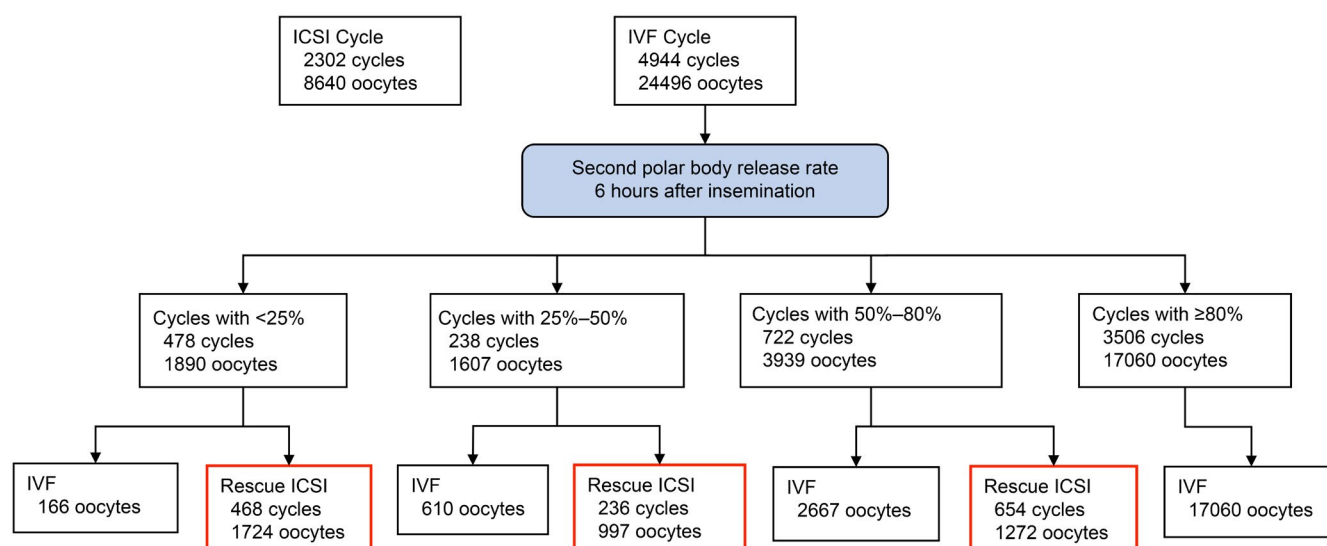 ICSI Cycle
2302 cycles
8640 oocytes
IVF Cycle
4944 cycles
24496 oocytes
Second polar body release rate
6 hours after insemination
Cycles with <25%
478 cycles
1890 oocytes
Cycles with 25%–50%
238 cycles
1607 oocytes
Cycles with 50%–80%
722 cycles
3939 oocytes
Cycles with ≥80%
3506 cycles
17060 oocytes
IVF
166 oocytes
Rescue ICSI
468 cycles
1724 oocytes
IVF
610 oocytes
Rescue ICSI
236 cycles
997 oocytes
IVF
2667 oocytes
Rescue ICSI
654 cycles
1272 oocytes
IVF
17060 oocytes